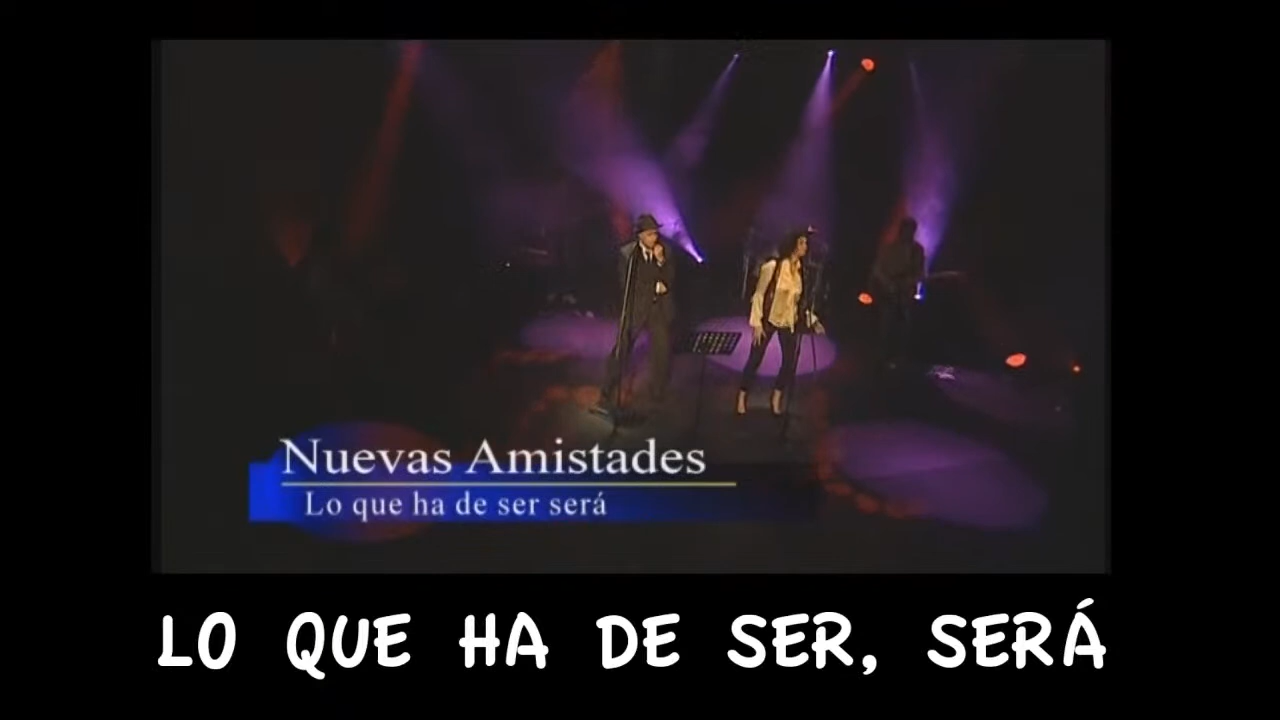 Nuevas Amistades
Lo que ha de ser será
LO QUE HA DE SER, SERÁ